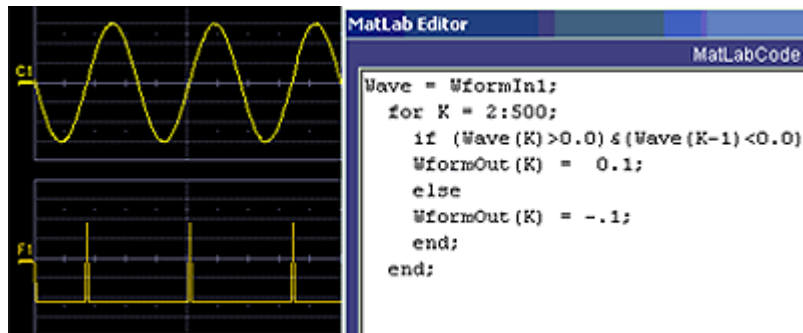 C1
F1
MatLab Editor
MatLabCode
Wave = WformIn1;
for K = 2:500;
if (Wave(K)>0.0)&(Wave(K-1)<0.0)
WformOut(K) = 0.1;
else
WformOut(K) = -.1;
end;
end;